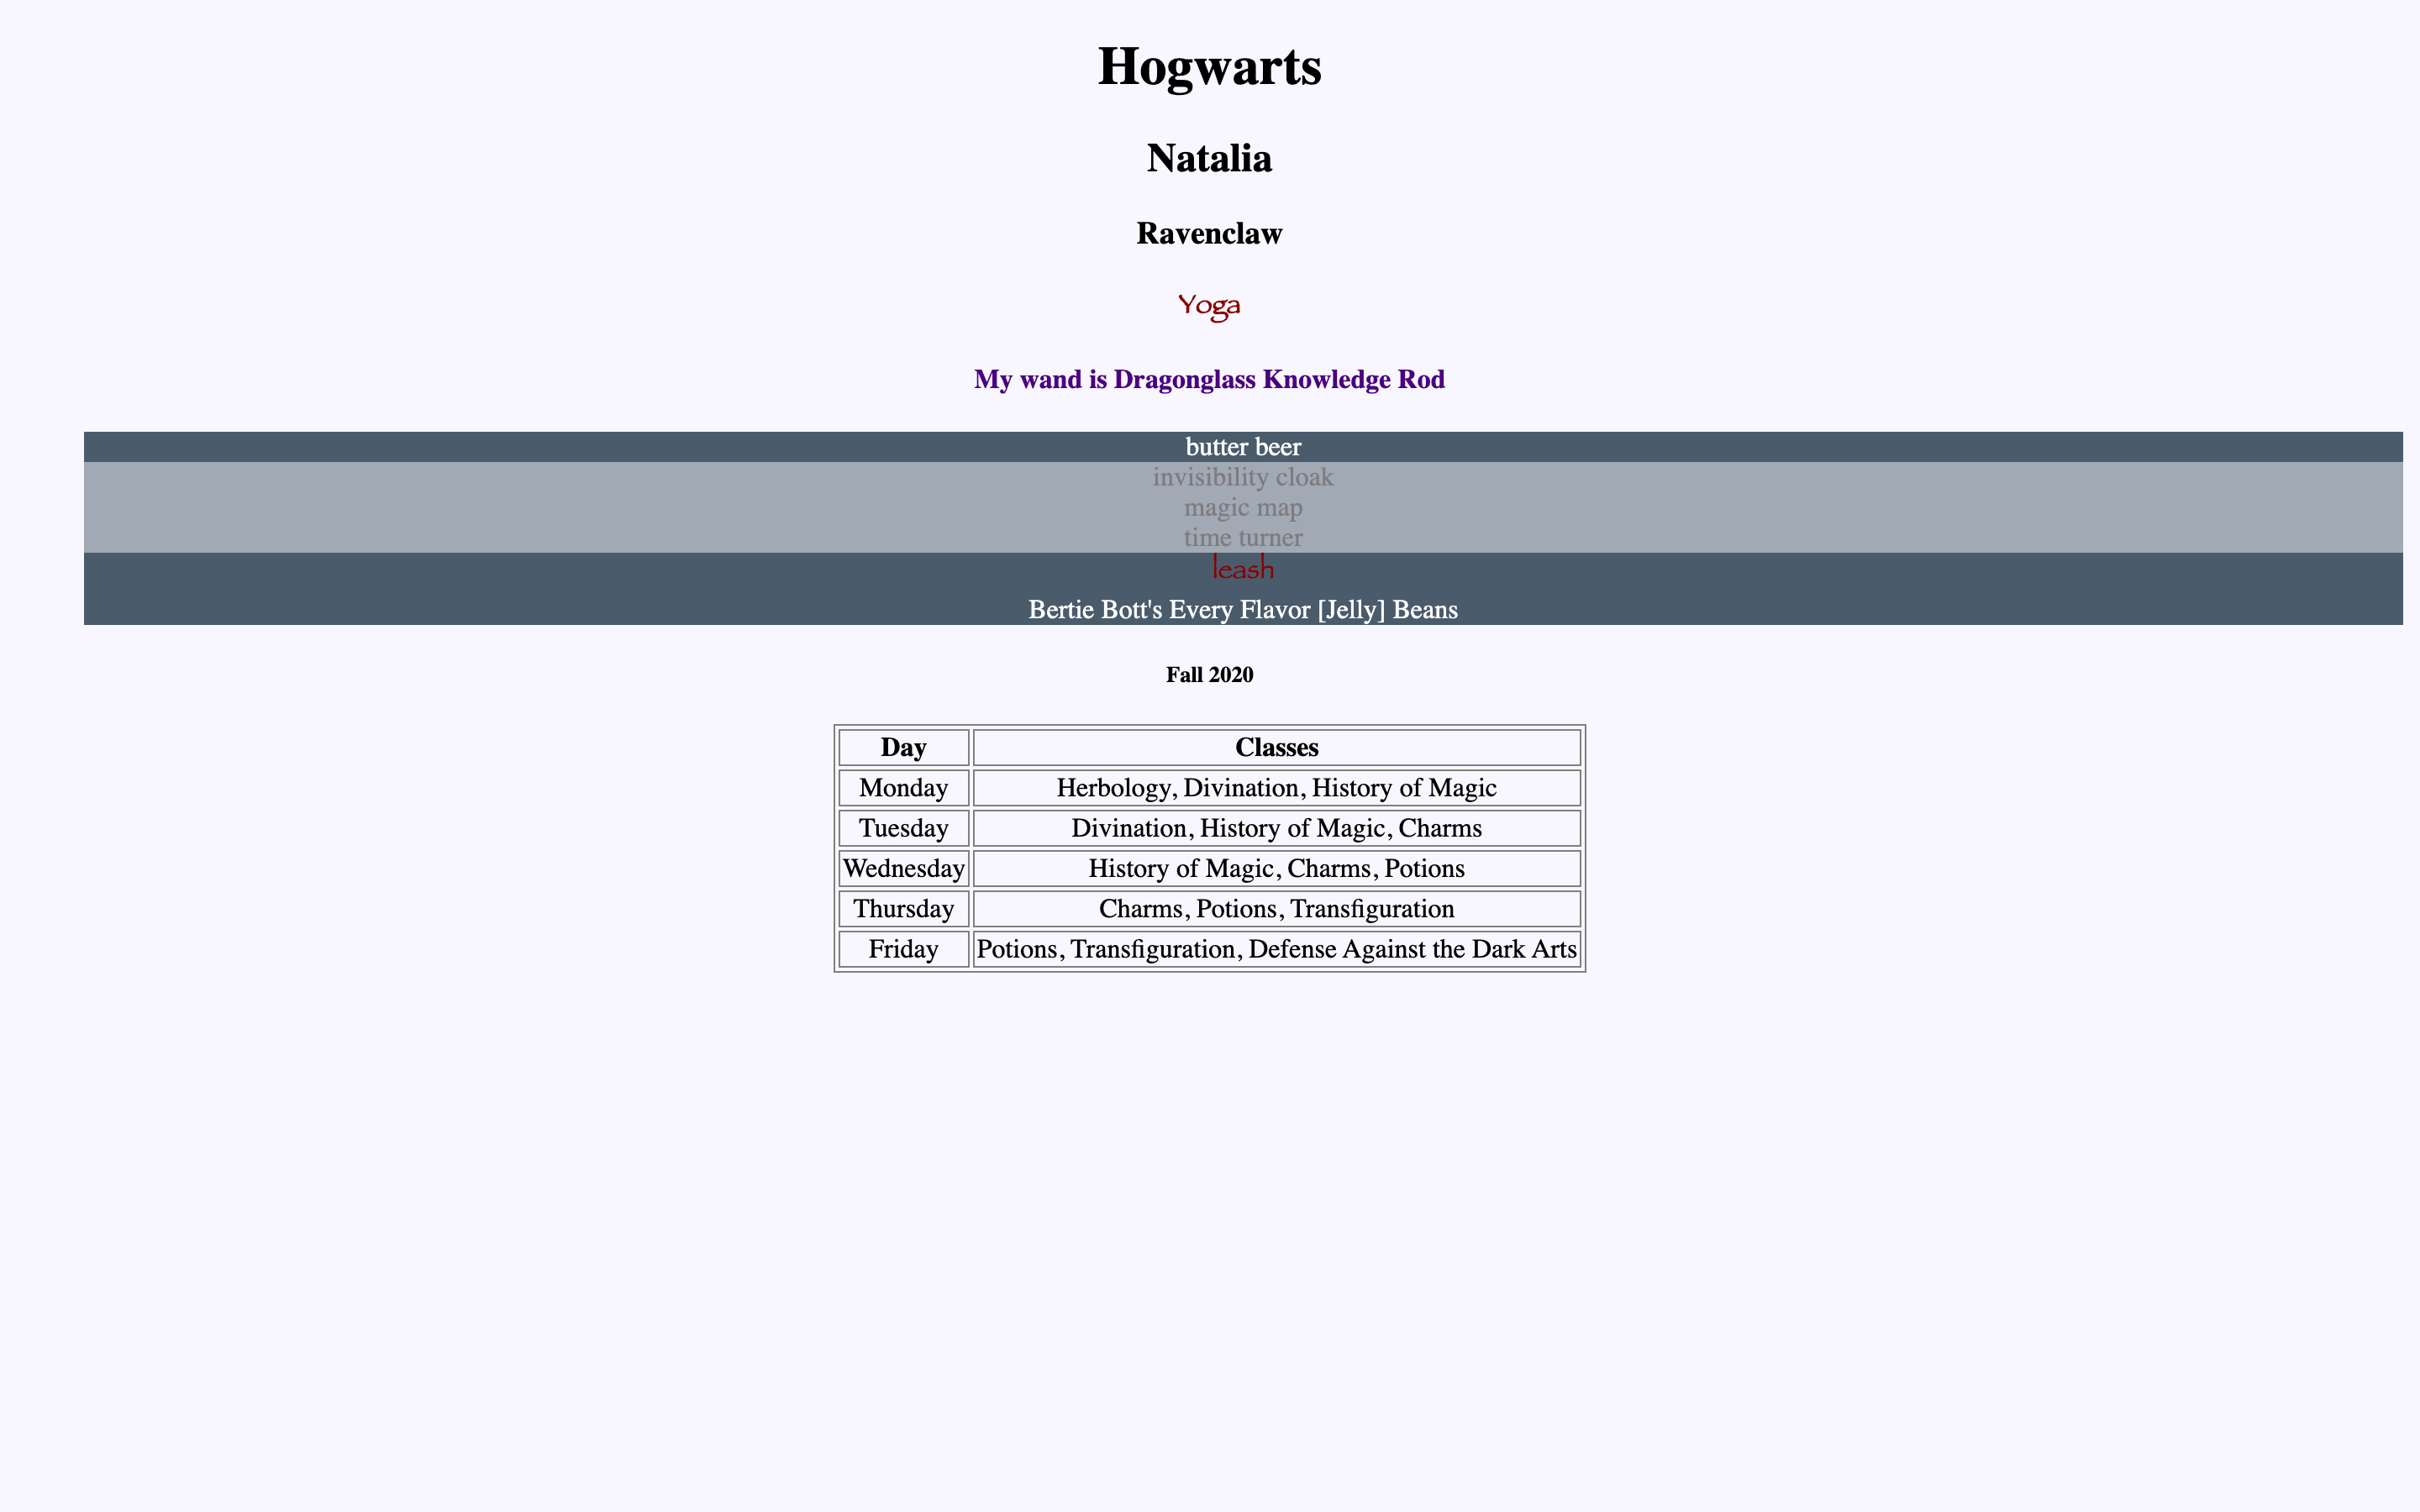 Hogwarts
Natalia
Ravenclaw
Yoga
My wand is Dragonglass Knowledge Rod
butter beer
invisibility cloak
magic map
time turner
leash
Bertie Bott's Every Flavor [Jelly] Beans
Fall 2020
Day Classes
Monday Herbology, Divination, History of Magic
Tuesday Divination, History of Magic, Charms
Wednesday History of Magic, Charms, Potions
Thursday Charms, Potions, Transfiguration
Friday Potions, Transfiguration, Defense Against the Dark Arts